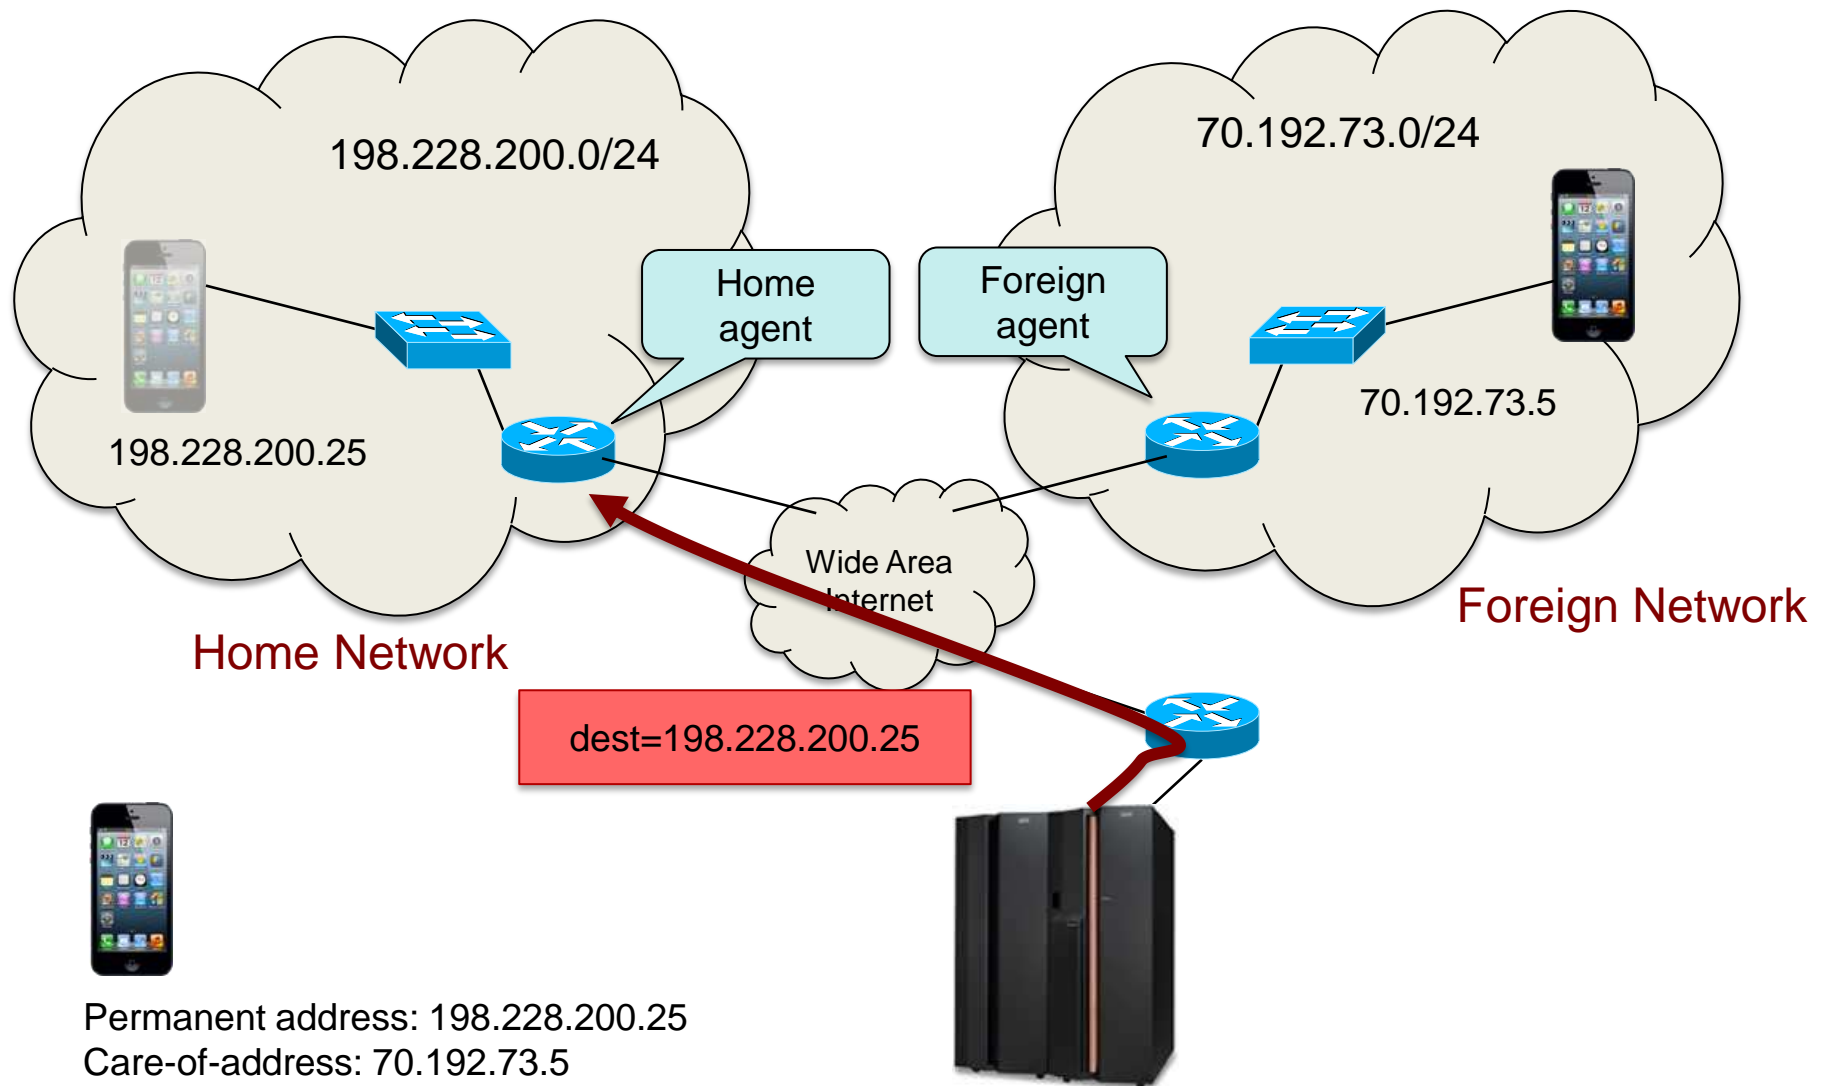 198.228.200.0/24
70.192.73.0/24
Home
agent
Foreign
agent
70.192.73.5
198.228.200.25
Wide Area
Internet
Foreign Network
Home Network
dest=198.228.200.25
Permanent address: 198.228.200.25
Care-of-address: 70.192.73.5